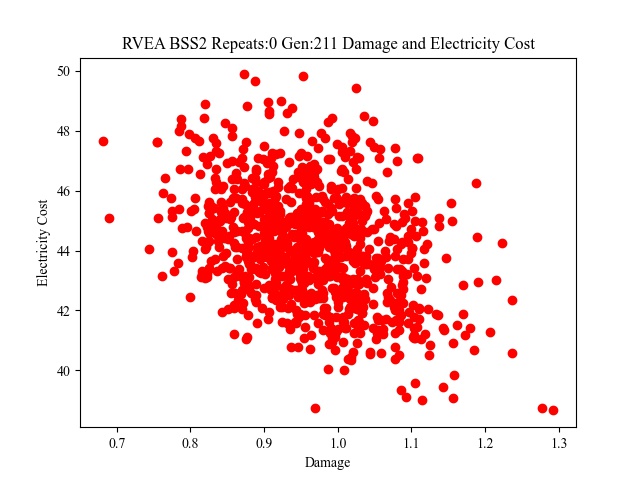 RVEA BSS2 Repeats:0 Gen:211 Damage and Electricity Cost
50
48
46
44
42
40
Electricity Cost
0.7 0.8 0.9 1.0 1.1 1.2 1.3
Damage